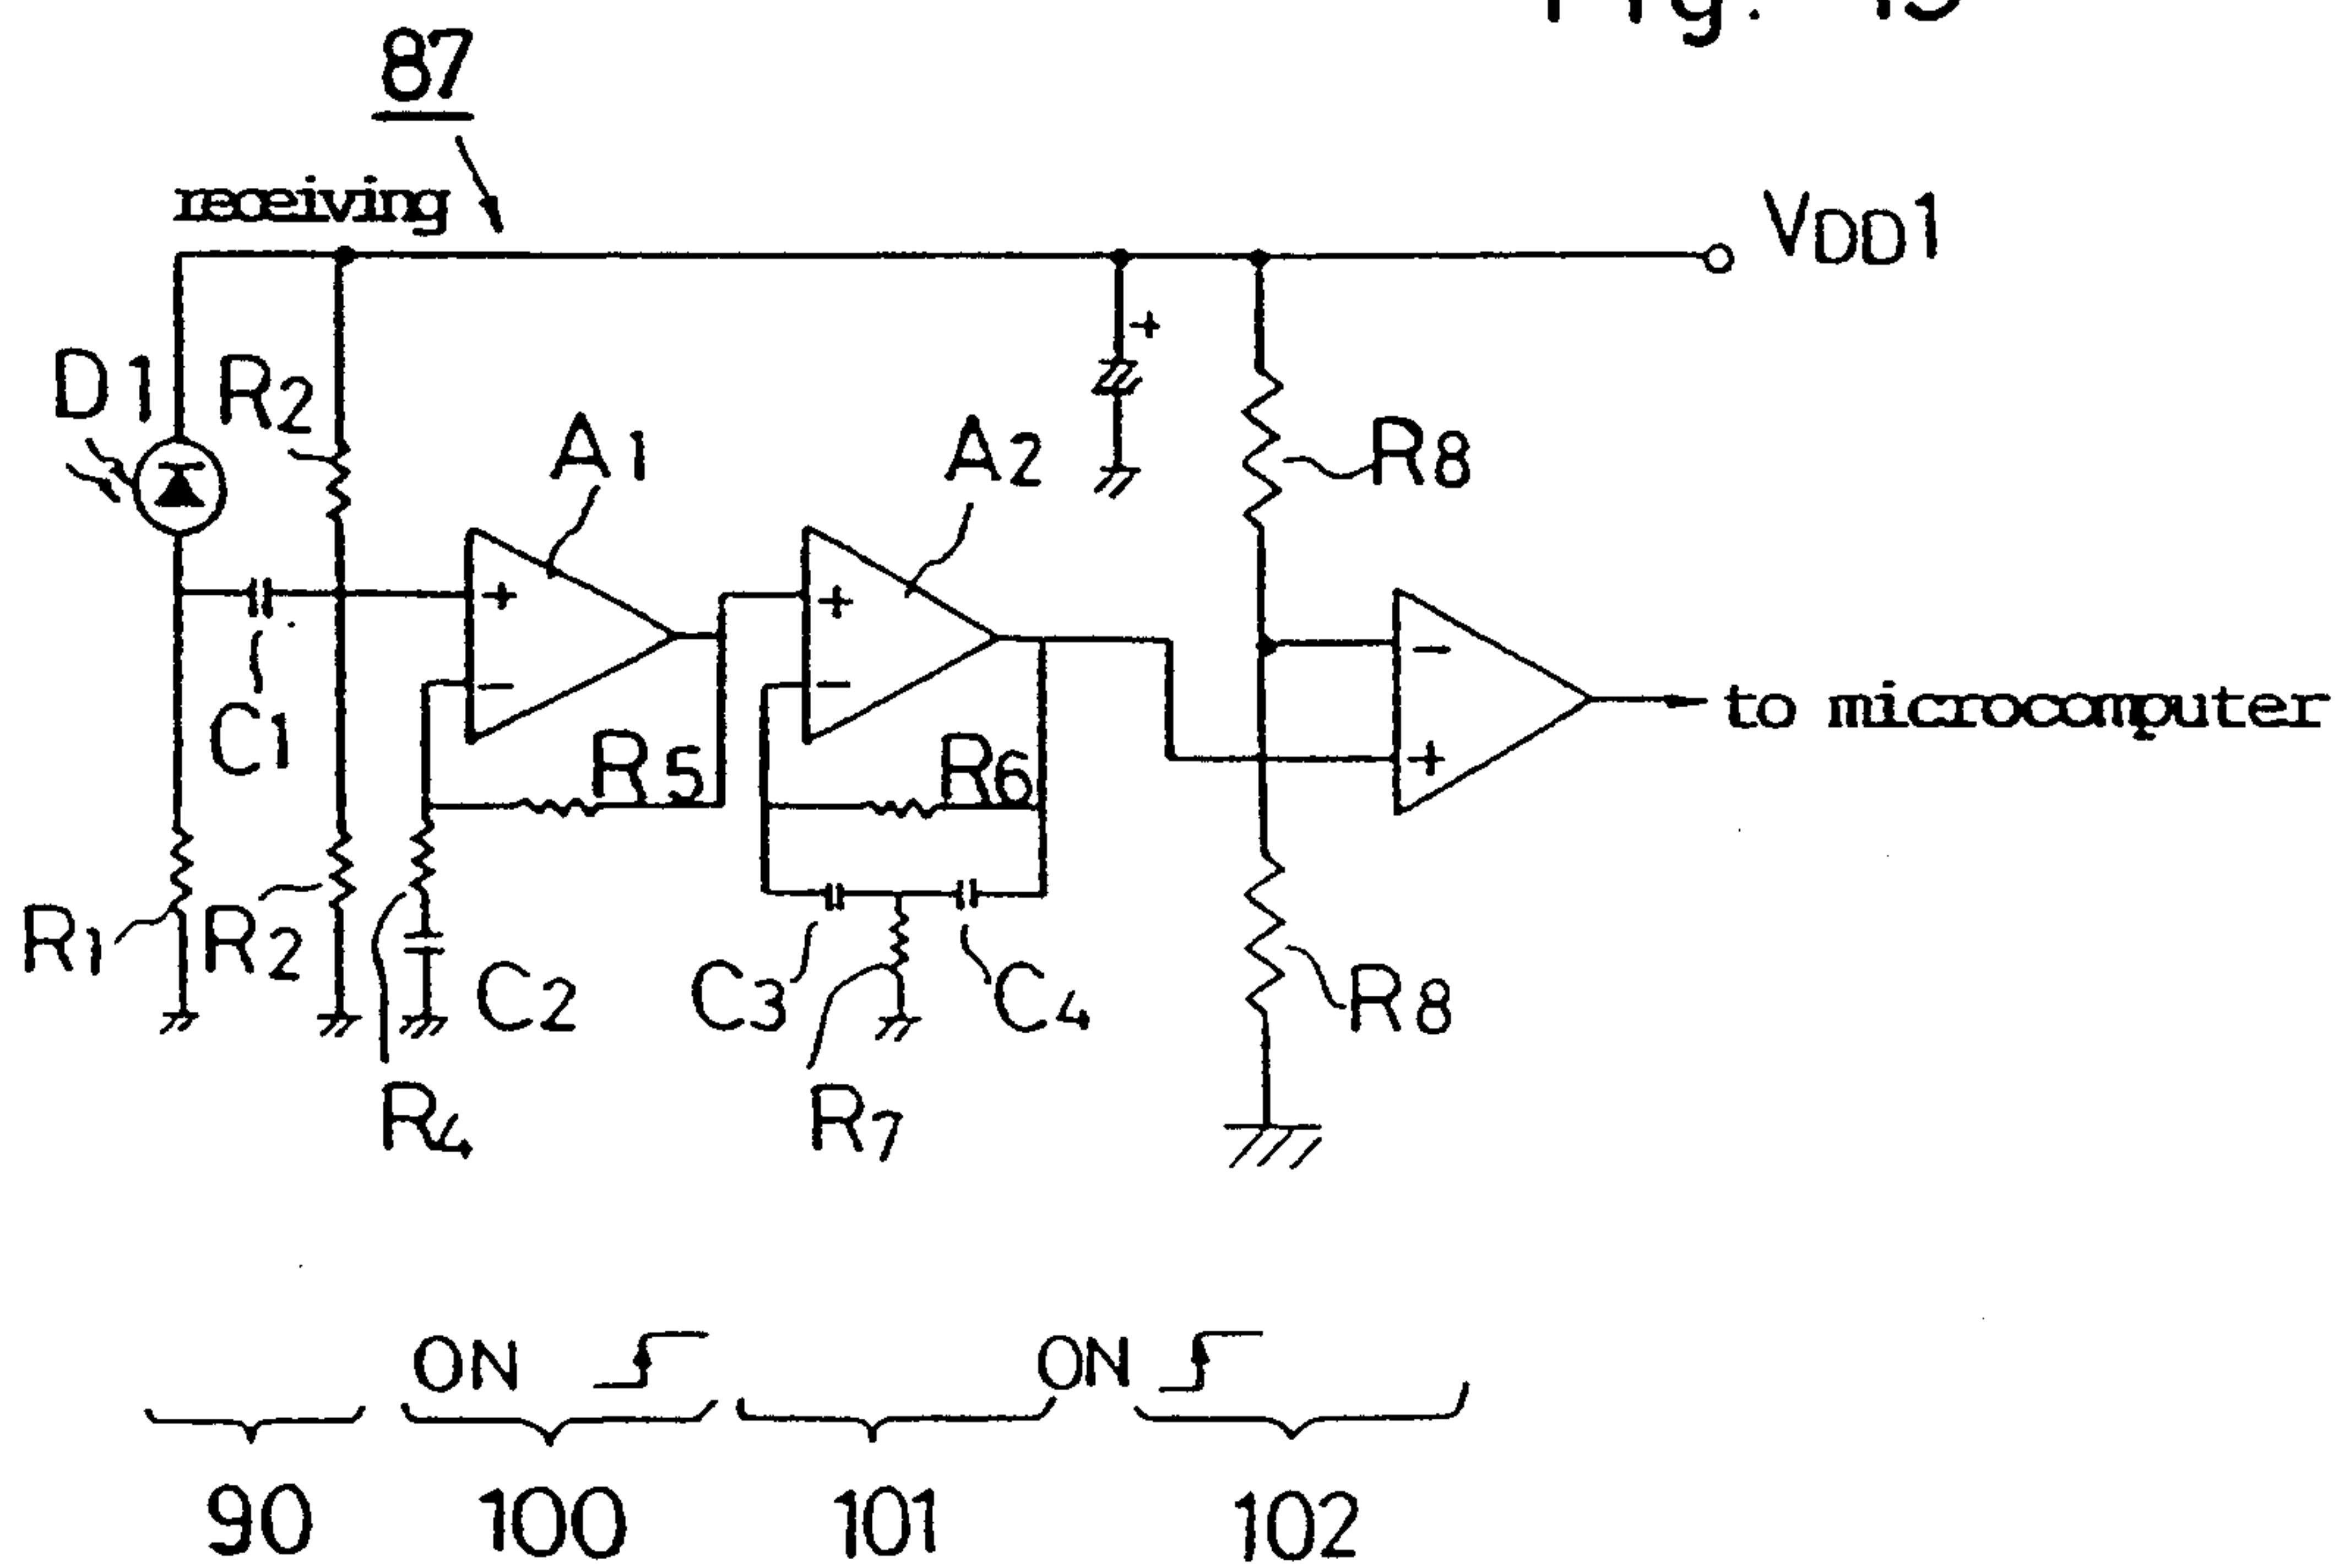 Fig.
87
receiving
VDD1
D1
R2
A1
A2
+
R8
+
+
−
−
−
+
to microcomputer
C1
R5
R6
R1
R2
C2
C3
C4
R8
R4
R7
ON
ON
90
100
101
102